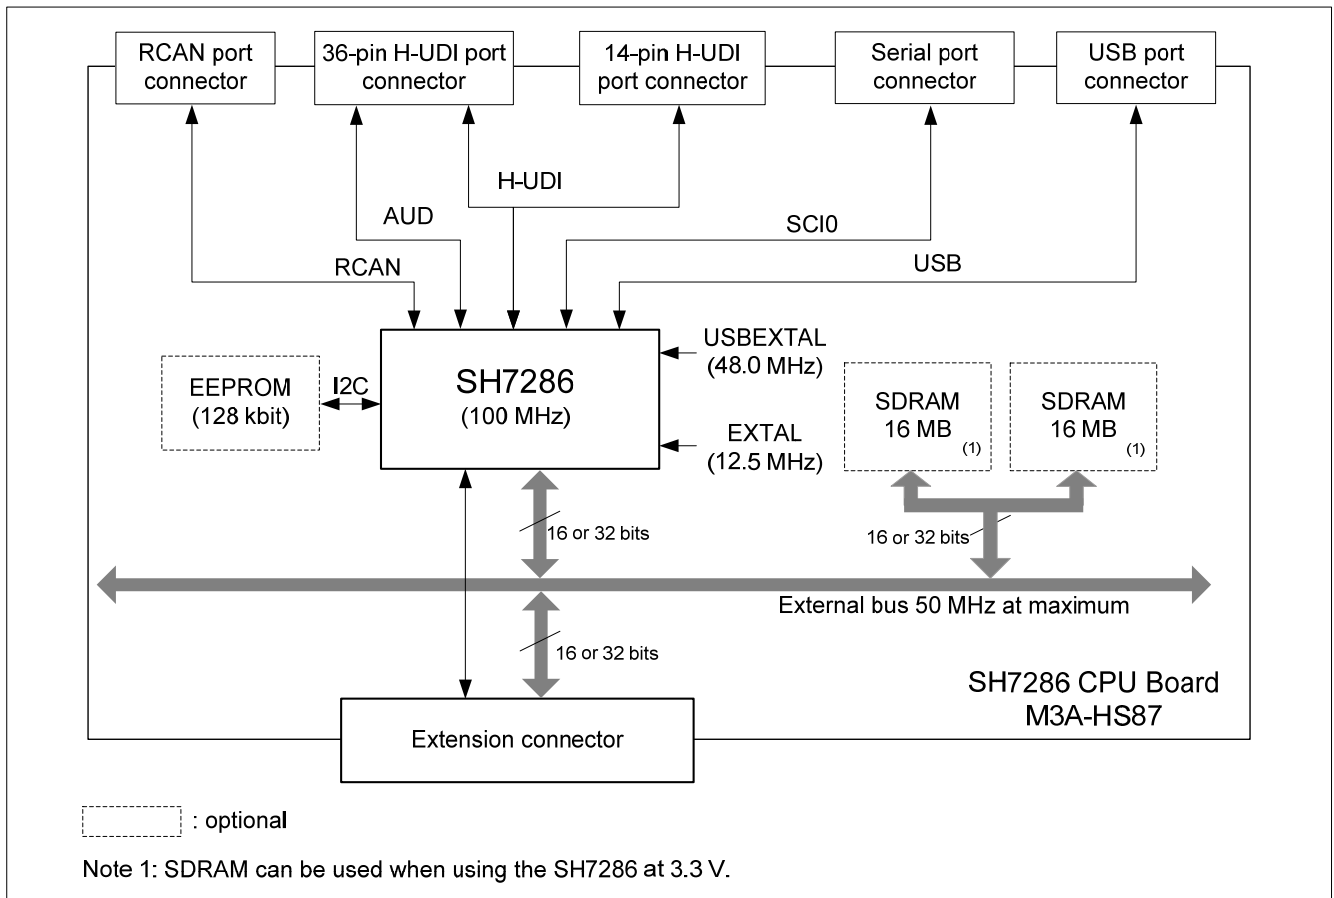 RCAN port
connector
36-pin H-UDI port
connector
14-pin H-UDI
port connector
Serial port
connector
USB port
connector
H-UDI
AUD
SCI0
RCAN
USB
EEPROM
(128 kbit)
I2C
SH7286
(100 MHz)
USBEXTAL
(48.0 MHz)
EXTAL
(12.5 MHz)
SDRAM
16 MB
(1)
SDRAM
16 MB
(1)
16 or 32 bits
16 or 32 bits
External bus 50 MHz at maximum
16 or 32 bits
SH7286 CPU Board
M3A-HS87
Extension connector
: optional
Note 1: SDRAM can be used when using the SH7286 at 3.3 V.